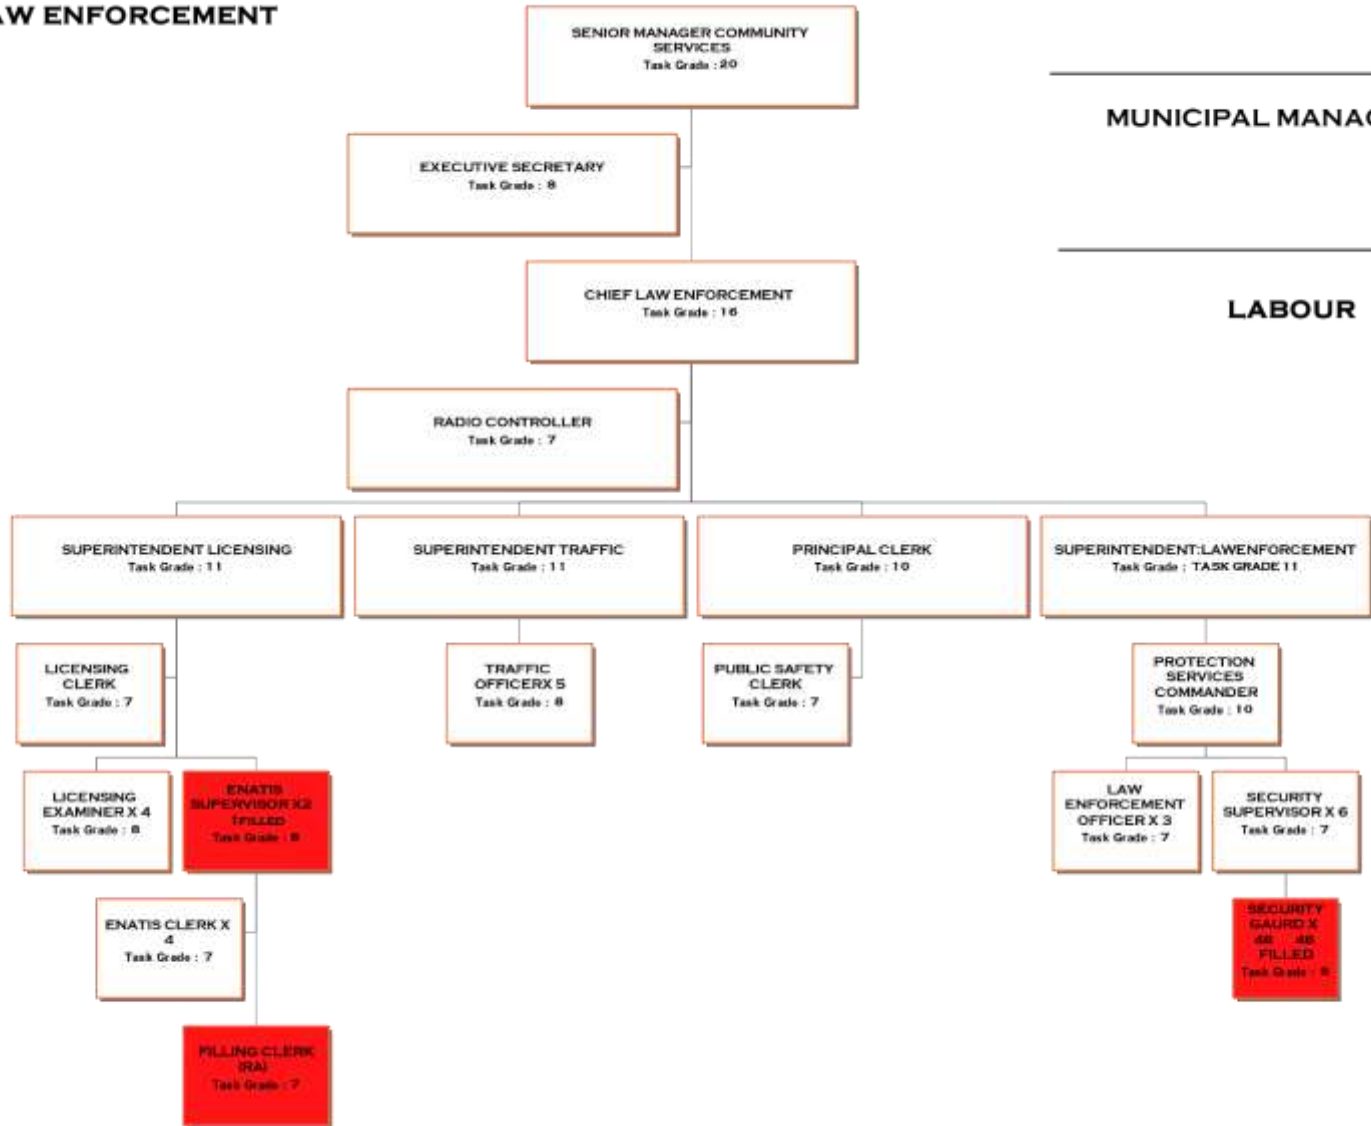 AW ENFORCEMENT
SENIOR MANAGER COMMUNITY
SERVICES
Task Grade : 20
MUNICIPAL MANAG
EXECUTIVE SECRETARY
Task Grade : 8
CHIEF LAW ENFORCEMENT
Task Grade : 16
LABOUR
RADIO CONTROLLER
Task Grade : 7
SUPERINTENDENT LICENSING
Task Grade : 11
SUPERINTENDENT TRAFFIC
Task Grade : 11
PRINCIPAL CLERK
Task Grade : 10
SUPERINTENDENT:LAWENFORCEMENT
Task Grade : TASK GRADE 11
LICENSING
CLERK
Task Grade : 7
TRAFFIC
OFFICERX 5
Task Grade : 8
PUBLIC SAFETY
CLERK
Task Grade : 7
PROTECTION
SERVICES
COMMANDER
Task Grade : 10
LICENSING
EXAMINER X 4
Task Grade : 8
ENATIS
SUPERVISOR X2
1FILLED
Task Grade :
LAW
ENFORCEMENT
OFFICER X 3
Task Grade : 7
SECURITY
SUPERVISOR X 6
Task Grade : 7
ENATIS CLERK X
4
Task Grade : 7
SECURITY
GAURD X
FILLED
Task Grade :
FILLING CLERK
(RA)
Task Grade : 7